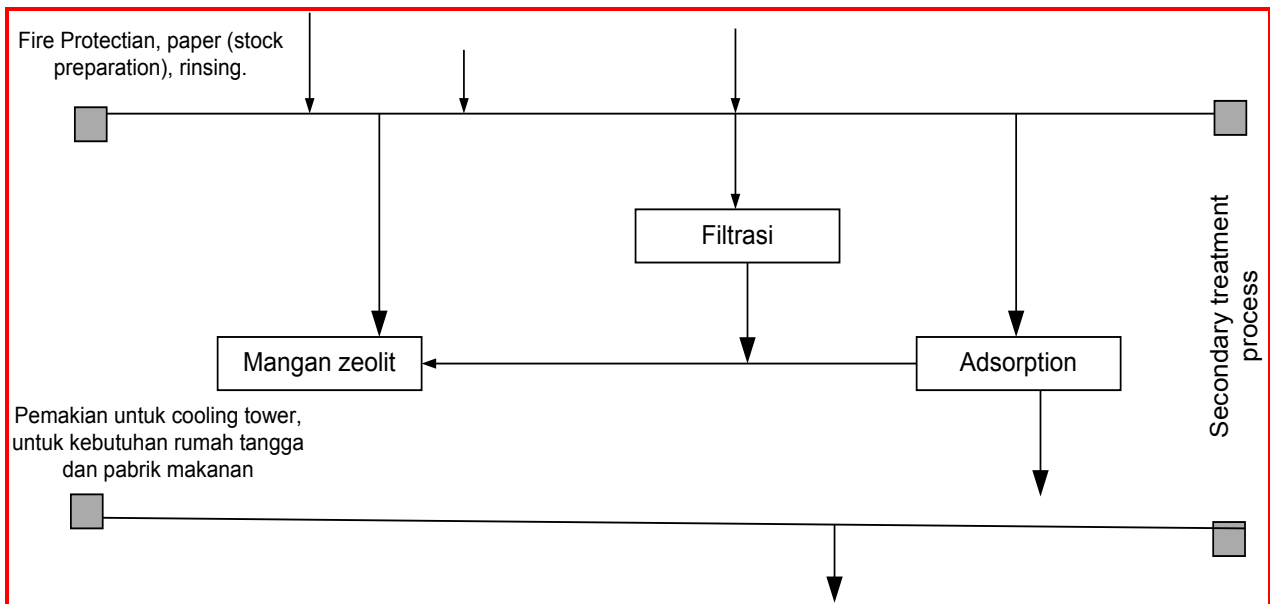 Fire Protectian, paper (stock
preparation), rinsing.
Filtrasi
Mangan zeolit
Adsorption
Secondary treatment
process
Pemakian untuk cooling tower,
untuk kebutuhan rumah tangga
dan pabrik makanan